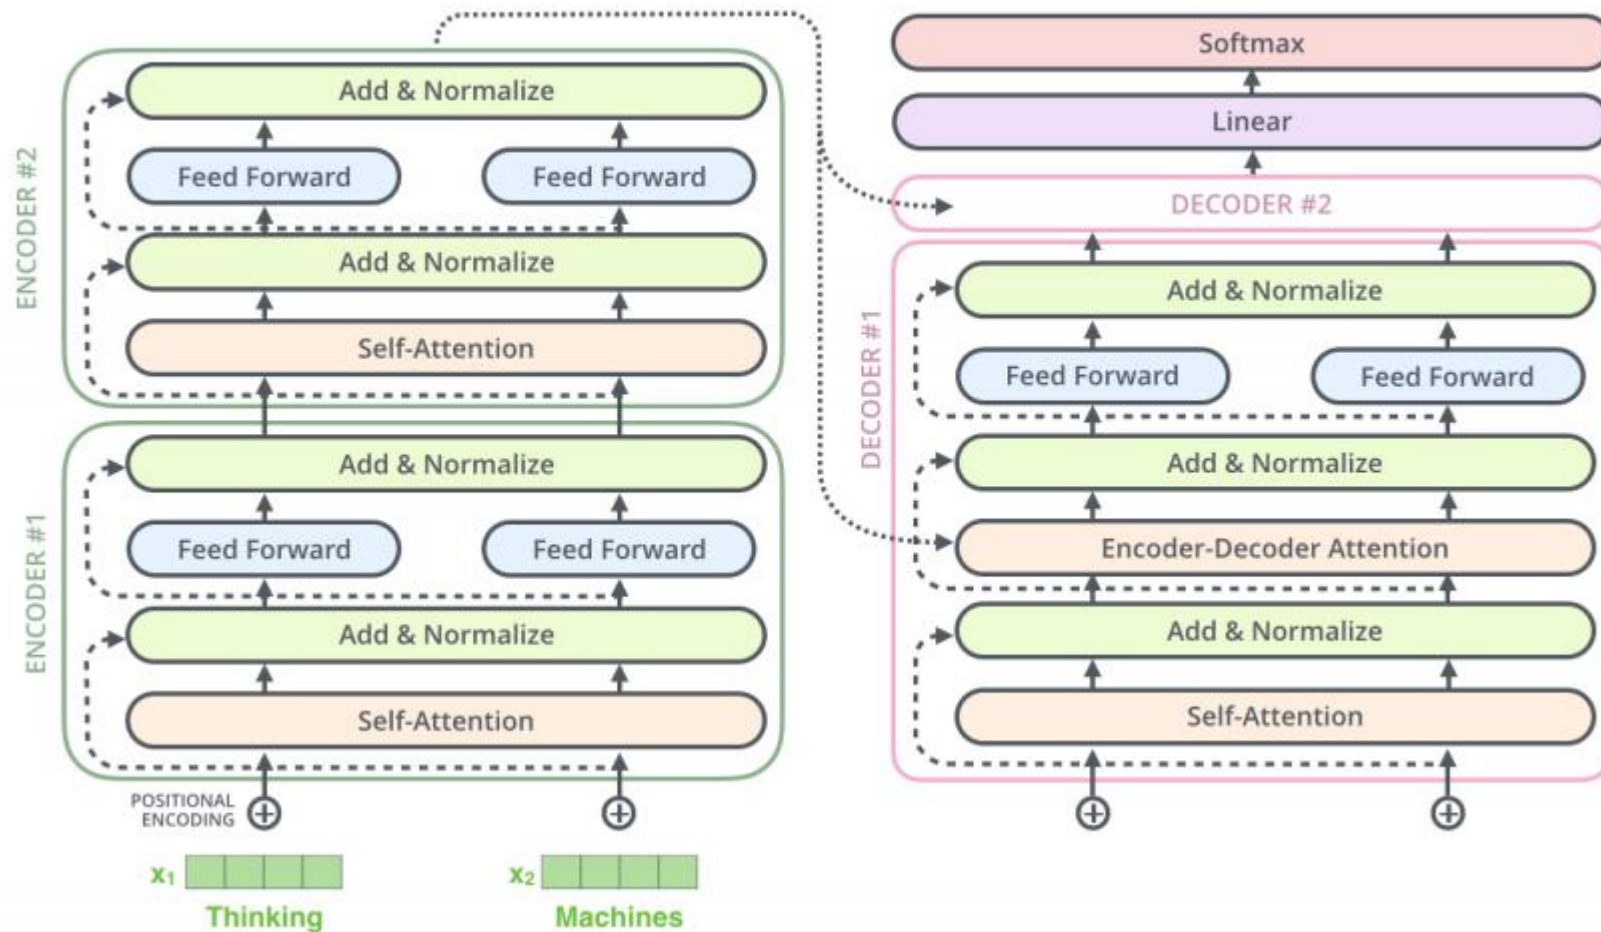 ENCODER #2
Add & Normalize
Feed Forward
Feed Forward
Add & Normalize
Self-Attention
ENCODER #1
Add & Normalize
Feed Forward
Feed Forward
Add & Normalize
Self-Attention
POSITIONAL
ENCODING
x1
x2
Thinking
Machines
Softmax
Linear
DECODER #2
DECODER #1
Add & Normalize
Feed Forward
Feed Forward
Add & Normalize
Encoder-Decoder Attention
Add & Normalize
Self-Attention